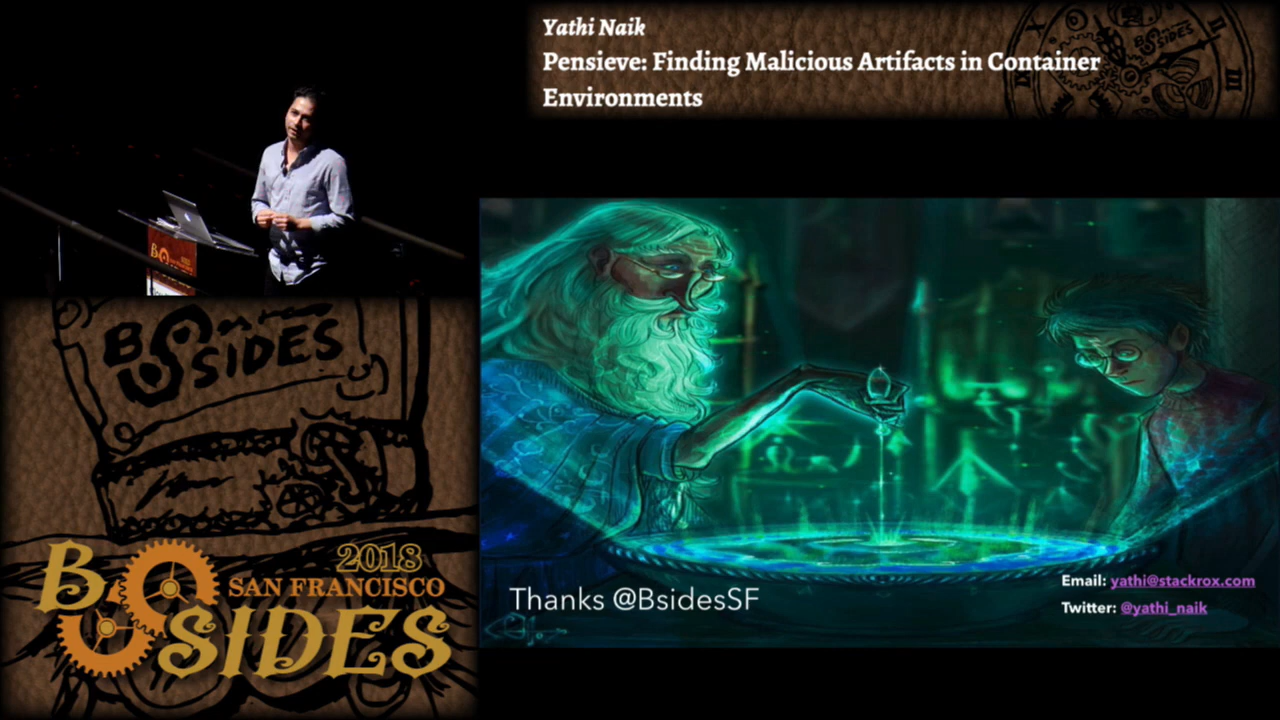 Yathi Naik
Pensieve: Finding Malicious Artifacts in Container
Environments
BSIDES
BSIDES
2018
SAN FRANCISCO
BSIDES
Thanks @BsidesSF
Email: yathi@stackrox.com
Twitter: @yathi_naik